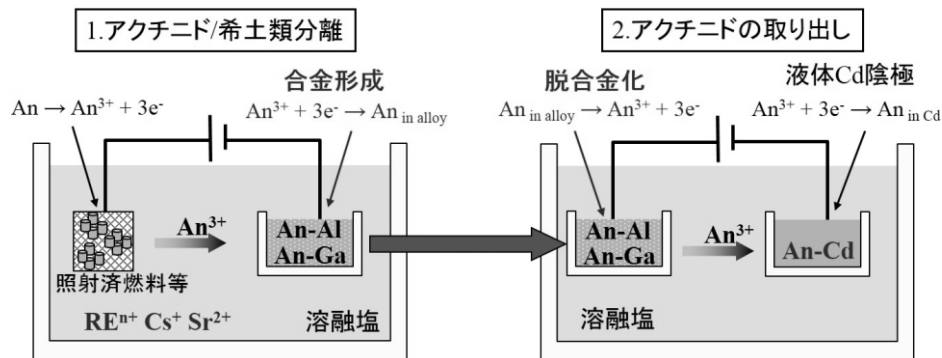 1.アクチニド/希土類分離
合金形成
An → An³⁺ + 3e⁻
An³⁺ + 3e⁻ → An in alloy
An³⁺
An-Al
An-Ga
照射済燃料等
REⁿ⁺ Cs⁺ Sr²⁺
溶融塩
2.アクチニドの取り出し
脱合金化
液体Cd陰極
An in alloy → An³⁺ + 3e⁻
An³⁺ + 3e⁻ → An in Cd
An-Al
An-Ga
An³⁺
An-Cd
溶融塩